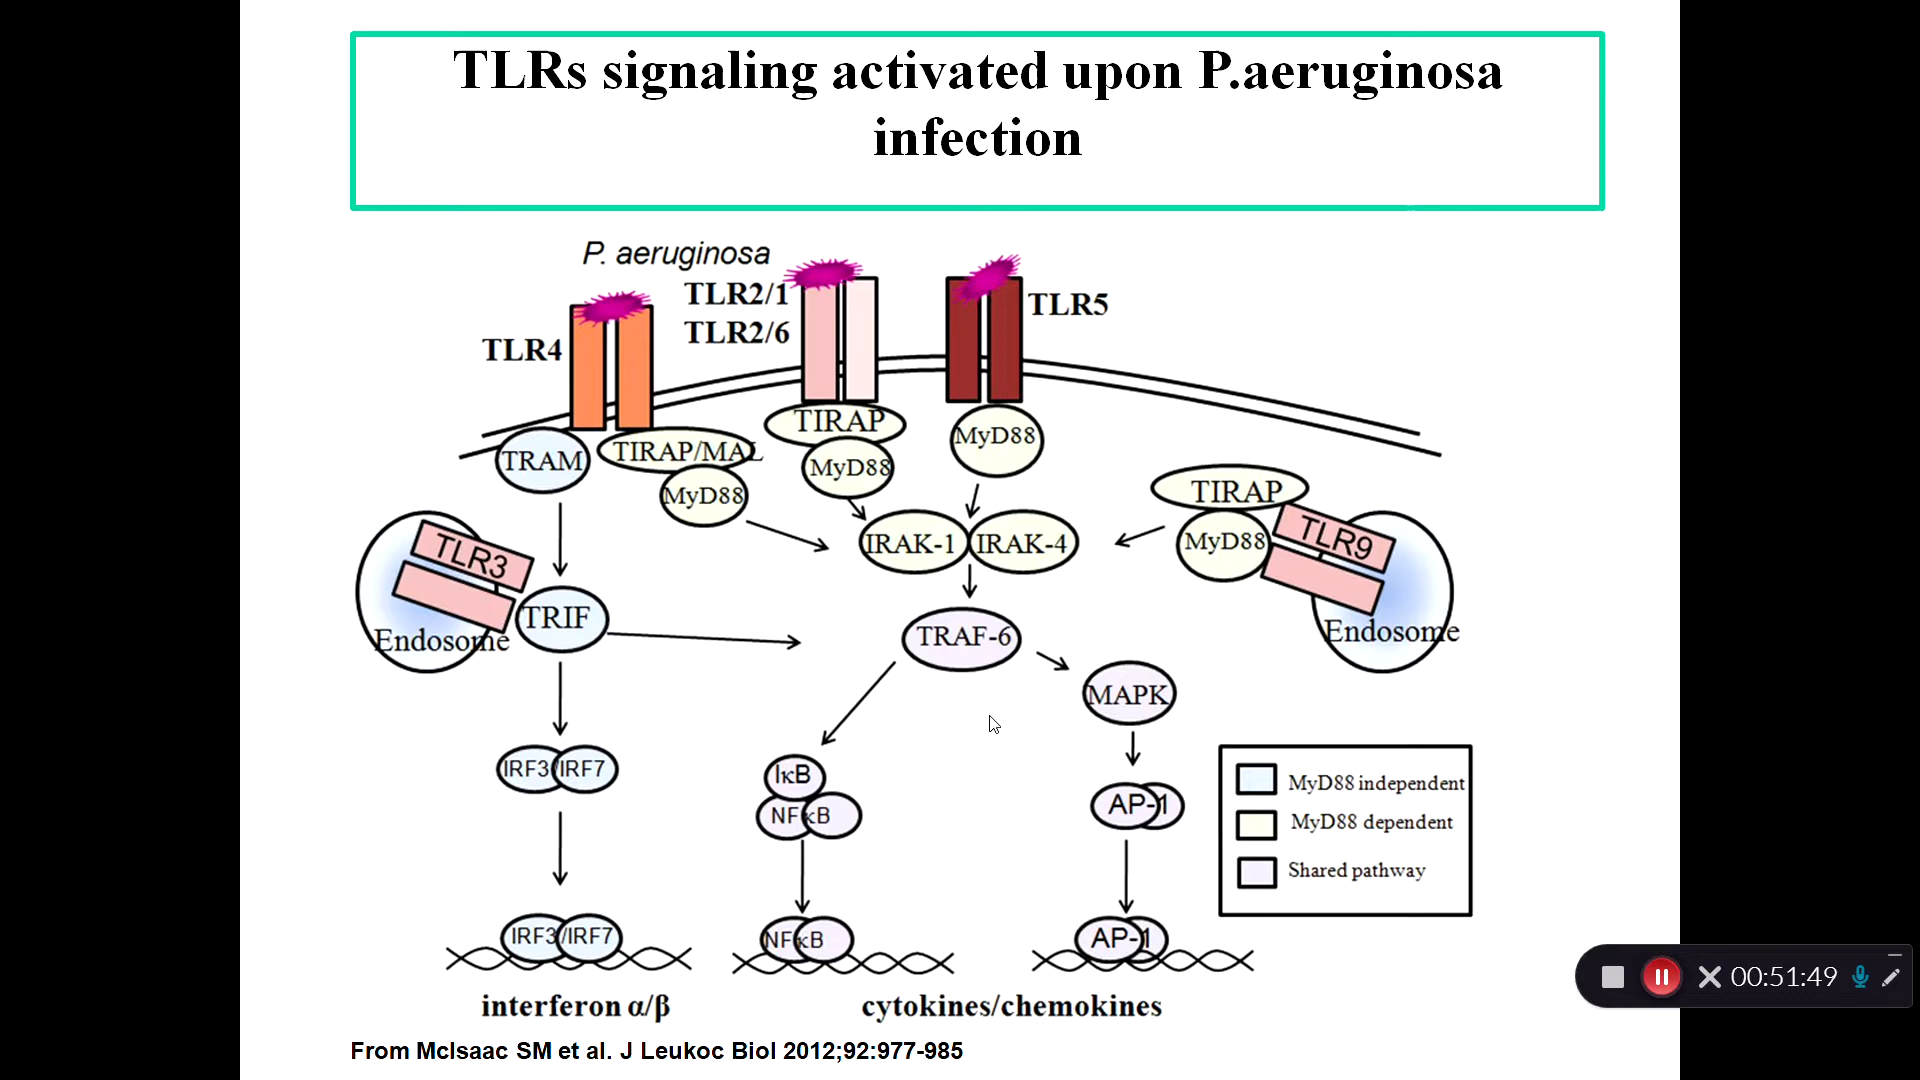 TLRs signaling activated upon P.aeruginosa
infection
P. aeruginosa
TLR2/1
TLR2/6
TLR5
TLR4
TIRAP
MyD88
TRAM
TIRAP/MAL
MyD88
MyD88
TIRAP
MyD88
TLR9
Endosome
IRAK-1
IRAK-4
TLR3
Endosome
TRIF
TRAF-6
MAPK
IRF3/IRF7
IκB
NFκB
AP-1
MyD88 independent
MyD88 dependent
Shared pathway
IRF3/IRF7
NFκB
AP-1
interferon α/β
cytokines/chemokines
From McIsaac SM et al. J Leukoc Biol 2012;92:977-985
00:51:49